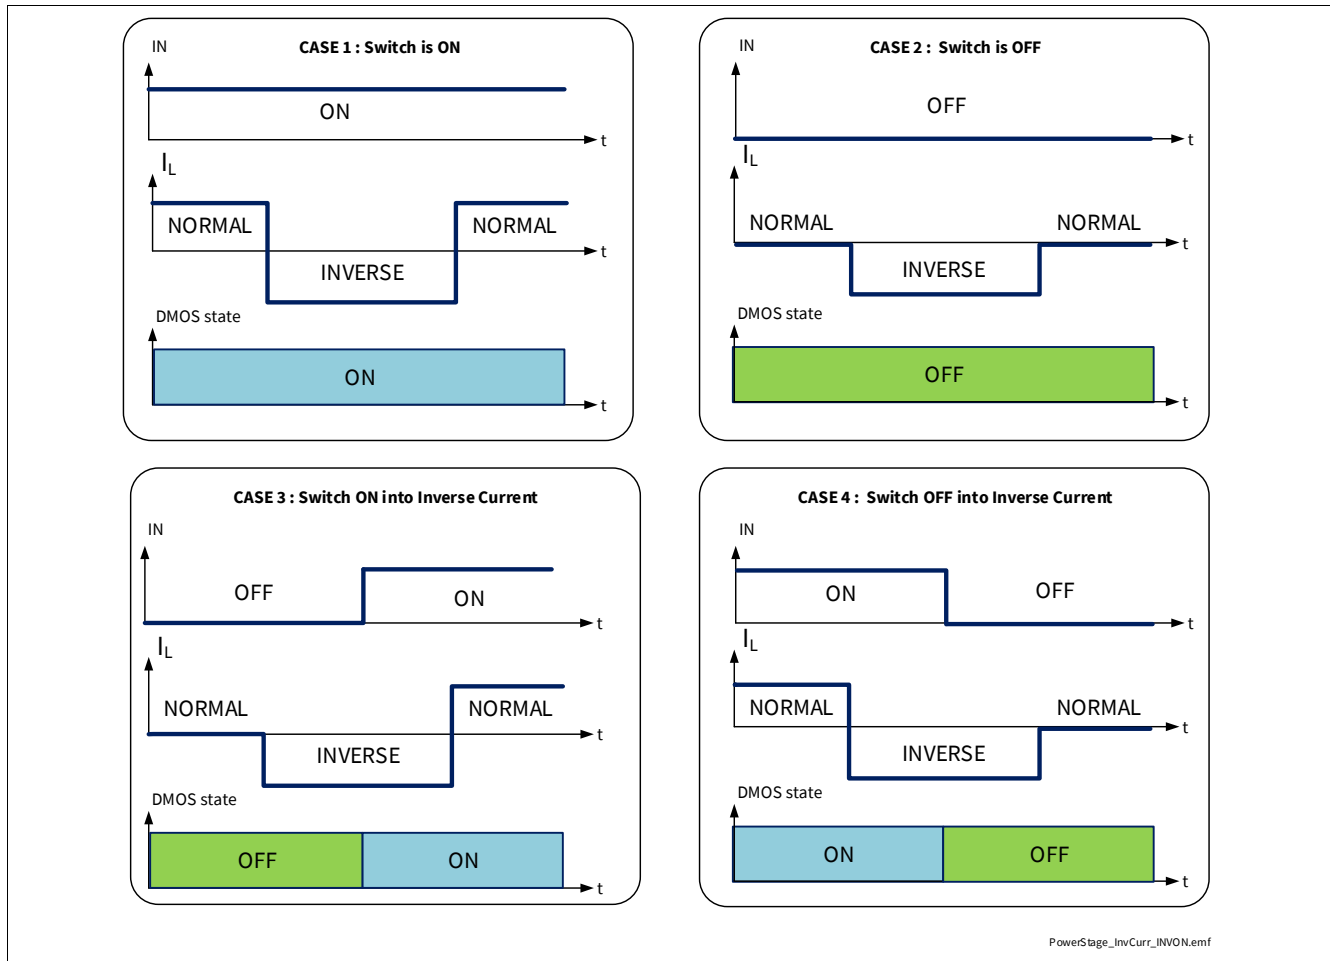 CASE 1 : Switch is ON
IN
ON
t
IL
NORMAL
NORMAL
INVERSE
t
DMOS state
ON
t
CASE 2 : Switch is OFF
IN
OFF
t
IL
NORMAL
NORMAL
INVERSE
t
DMOS state
OFF
t
CASE 3 : Switch ON into Inverse Current
IN
OFF
ON
t
IL
NORMAL
NORMAL
INVERSE
t
DMOS state
OFF
ON
t
CASE 4 : Switch OFF into Inverse Current
IN
ON
OFF
t
IL
NORMAL
NORMAL
INVERSE
t
DMOS state
ON
OFF
t
PowerStage_InvCurr_INVON.emf